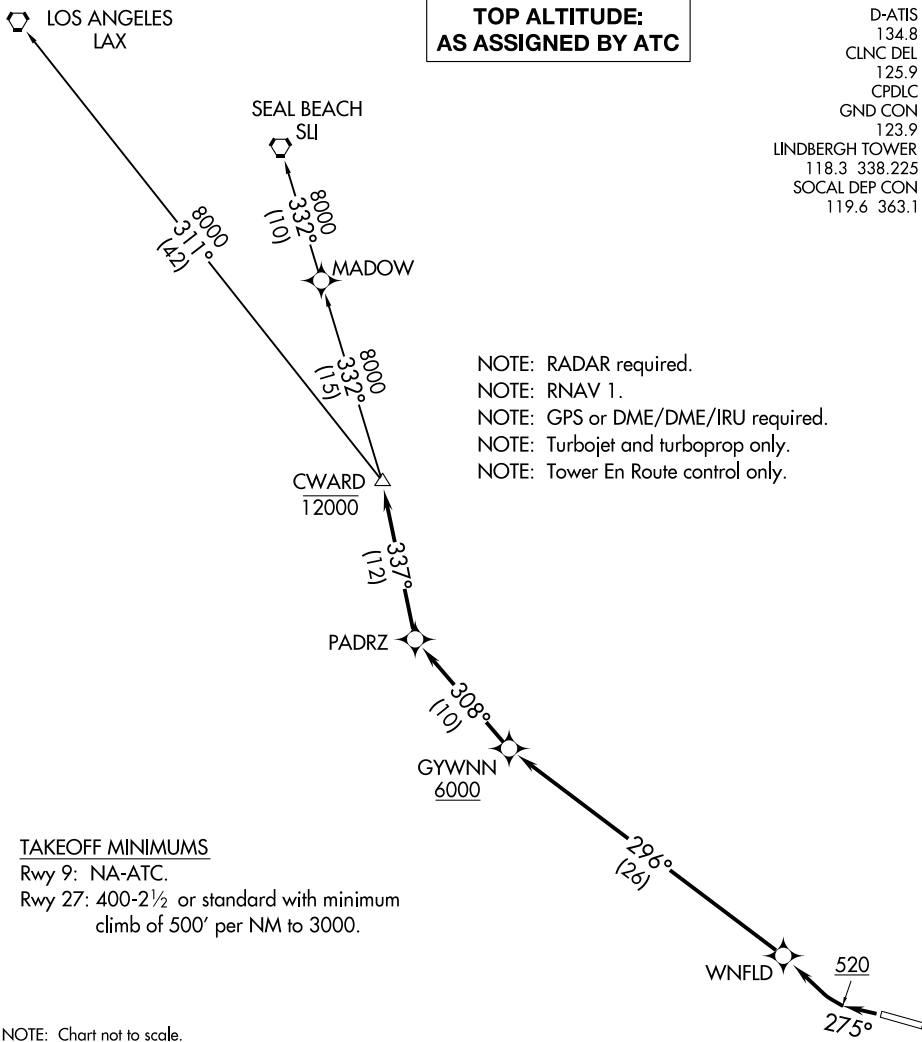 LOS ANGELES
LAX
TOP ALTITUDE:
AS ASSIGNED BY ATC
D-ATIS
134.8
CLNC DEL
125.9
CPDLC
GND CON
123.9
LINDBERGH TOWER
118.3 338.225
SOCAL DEP CON
119.6 363.1
SEAL BEACH
SLI
8000
332°
(10)
8000
311°
(42)
MADOW
8000
332°
(15)
NOTE: RADAR required.
NOTE: RNAV 1.
NOTE: GPS or DME/DME/IRU required.
NOTE: Turbojet and turboprop only.
NOTE: Tower En Route control only.
CWARD
12000
337°
(12)
PADRZ
308°
(10)
GYWNN
6000
296°
(26)
TAKEOFF MINIMUMS
Rwy 9: NA-ATC.
Rwy 27: 400-2½ or standard with minimum
climb of 500' per NM to 3000.
WNFLD
520
275°
NOTE: Chart not to scale.